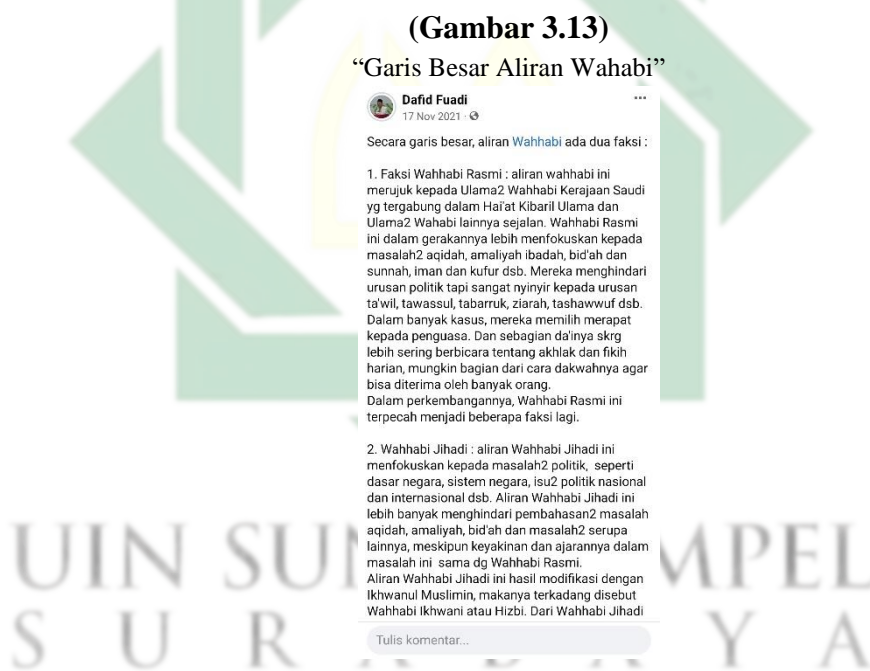 (Gambar 3.13)
“Garis Besar Aliran Wahabi”
Dafid Fuadi
17 Nov 2021 ·
Secara garis besar, aliran Wahhabi ada dua faksi :
1. Faksi Wahhabi Rasmi : aliran wahhabi ini
merujuk kepada Ulama2 Wahhabi Kerajaan Saudi
yg tergabung dalam Hai'at Kibaril Ulama dan
Ulama2 Wahabi lainnya sejalan. Wahhabi Rasmi
ini dalam gerakannya lebih menfokuskan kepada
masalah2 aqidah, amaliyah ibadah, bid'ah dan
sunnah, iman dan kufur dsb. Mereka menghindari
urusan politik tapi sangat nyinyir kepada urusan
ta'wil, tawassul, tabarruk, ziarah, tashawwuf dsb.
Dalam banyak kasus, mereka memilih merapat
kepada penguasa. Dan sebagian da'inya skrg
lebih sering berbicara tentang akhlak dan fikih
harian, mungkin bagian dari cara dakwahnya agar
bisa diterima oleh banyak orang.
Dalam perkembangannya, Wahhabi Rasmi ini
terpecah menjadi beberapa faksi lagi.
2. Wahhabi Jihadi : aliran Wahhabi Jihadi ini
menfokuskan kepada masalah2 politik, seperti
dasar negara, sistem negara, isu2 politik nasional
dan internasional dsb. Aliran Wahhabi Jihadi ini
lebih banyak menghindari pembahasan2 masalah
aqidah, amaliyah, bid'ah dan masalah2 serupa
lainnya, meskipun keyakinan dan ajarannya dalam
masalah ini sama dg Wahhabi Rasmi.
Aliran Wahhabi Jihadi ini hasil modifikasi dengan
Ikhwanul Muslimin, makanya terkadang disebut
Wahhabi Ikhwani atau Hizbi. Dari Wahhabi Jihadi
Tulis komentar...
UIN SUN MPEL
S U R A B A Y A